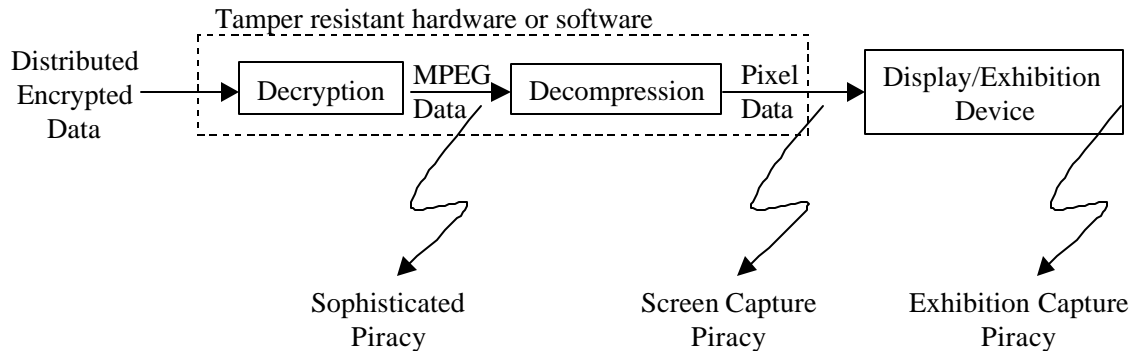 Tamper resistant hardware or software
Distributed
Encrypted
Data
Decryption
MPEG
Data
Decompression
Pixel
Data
Display/Exhibition
Device
Sophisticated
Piracy
Screen Capture
Piracy
Exhibition Capture
Piracy